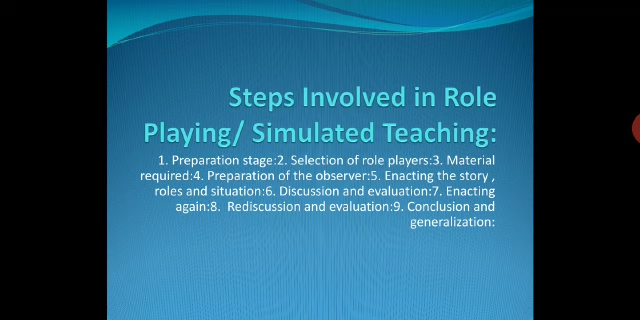 Steps Involved in Role
Playing/ Simulated Teaching:
1. Preparation stage:2. Selection of role players:3. Material
required:4. Preparation of the observer:5. Enacting the story ,
roles and situation:6. Discussion and evaluation:7. Enacting
again:8. Rediscussion and evaluation:9. Conclusion and
generalization: